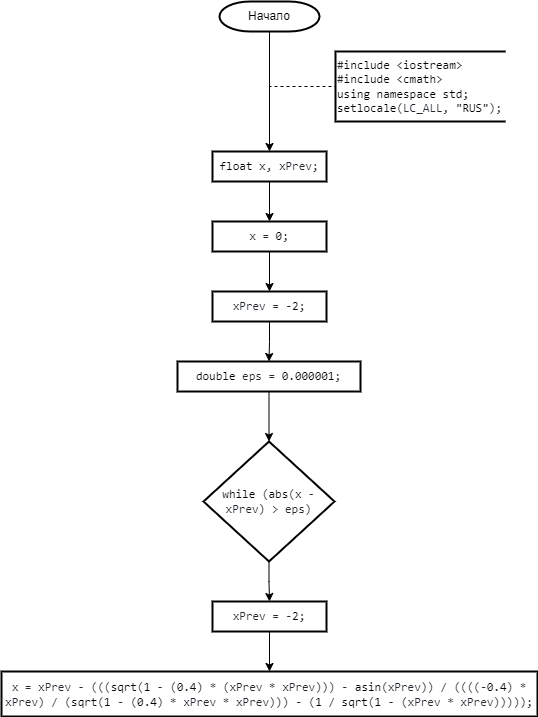 Начало
#include <iostream>
#include <cmath>
using namespace std;
setlocale(LC_ALL, "RUS");
float x, xPrev;
x = 0;
xPrev = -2;
double eps = 0.000001;
while (abs(x -
xPrev) > eps)
xPrev = -2;
x = xPrev - (((sqrt(1 - (0.4) * (xPrev * xPrev))) - asin(xPrev)) / ((((-0.4) *
xPrev) / (sqrt(1 - (0.4) * xPrev * xPrev))) - (1 / sqrt(1 - (xPrev * xPrev)))));